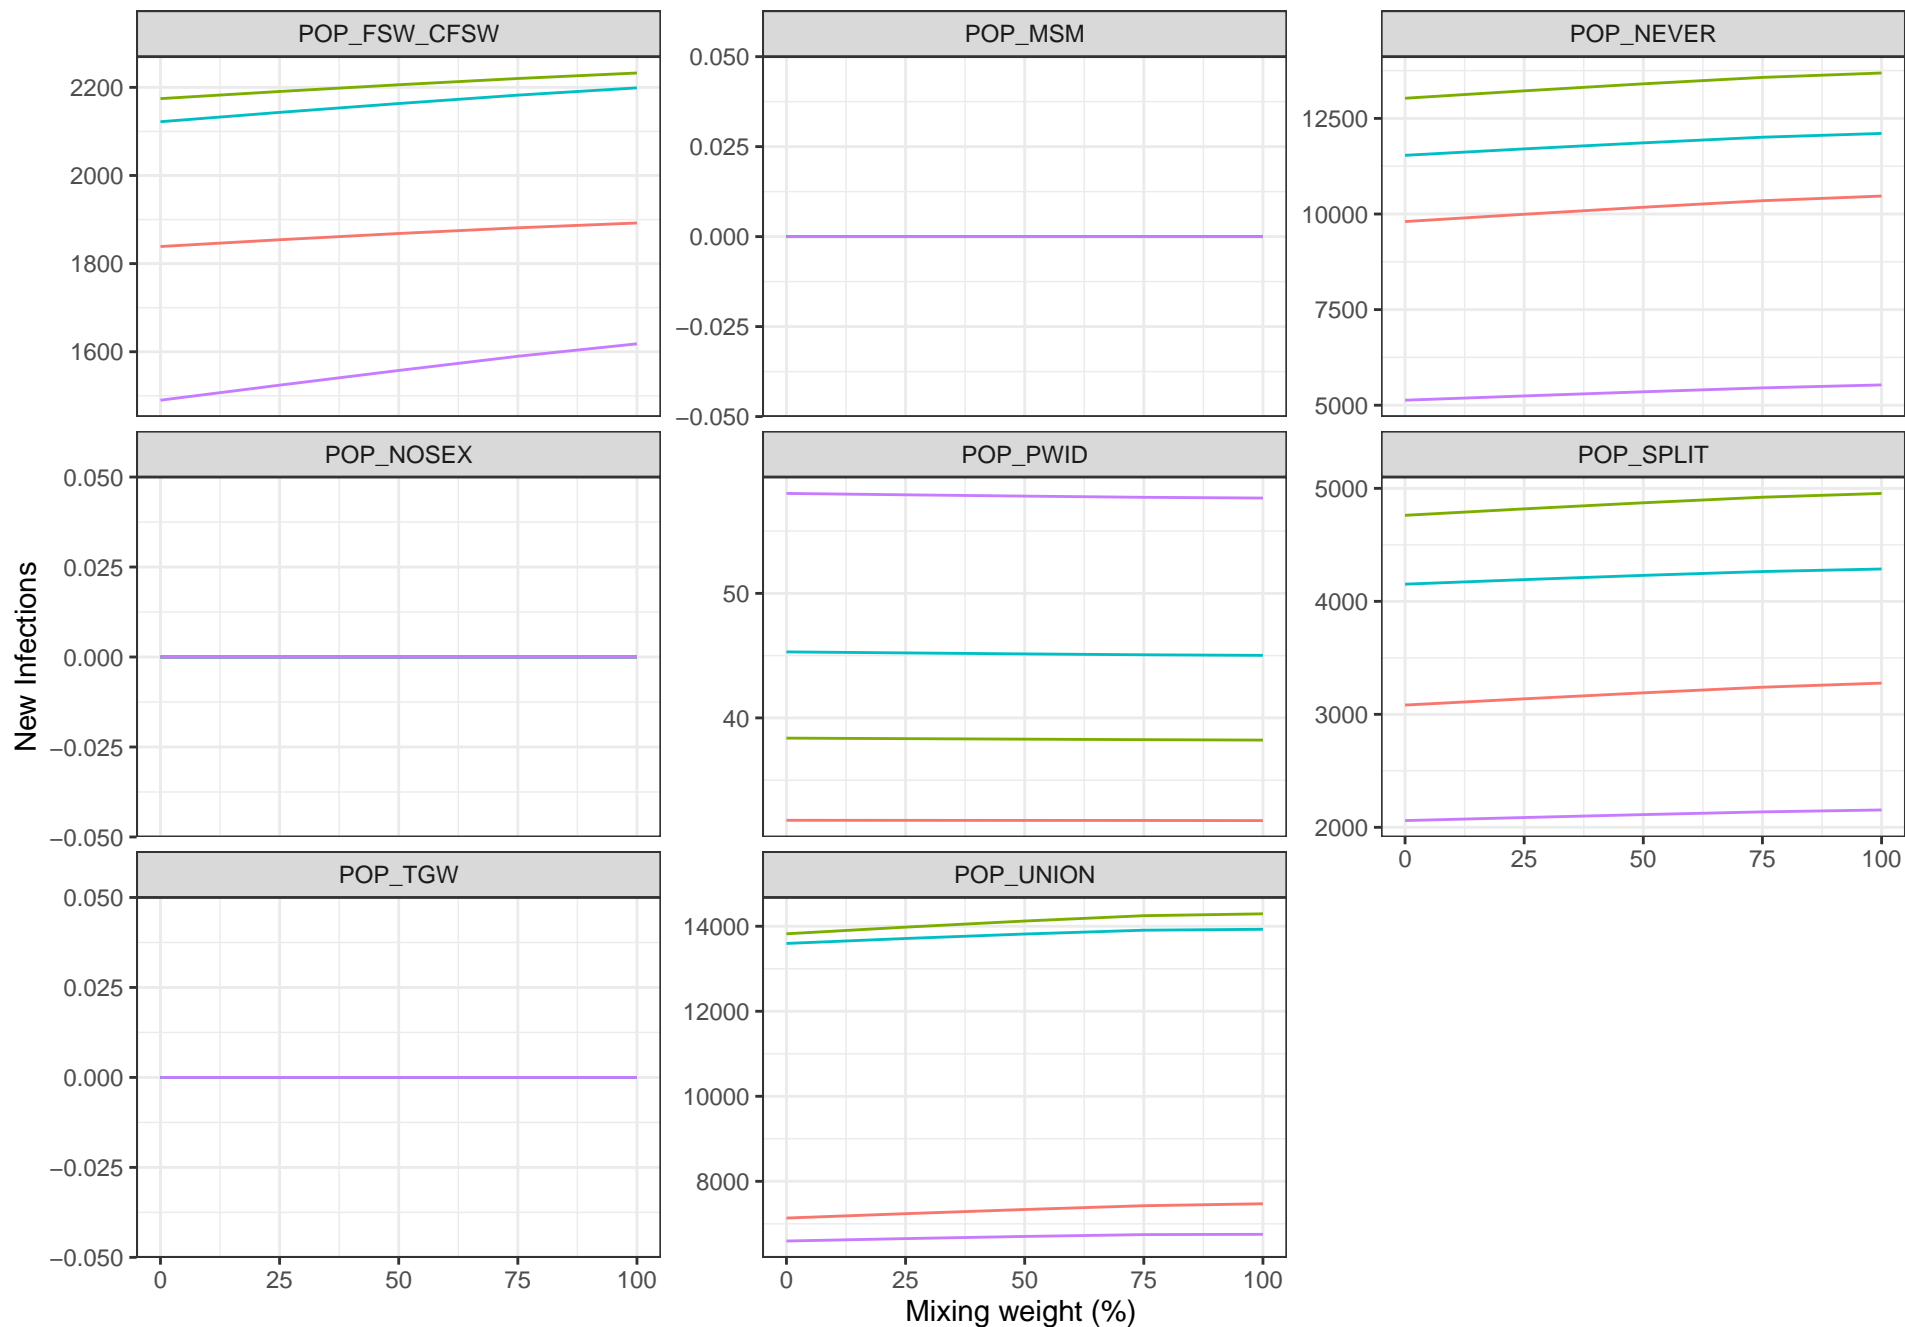 POP_FSW_CFSW
POP_MSM
POP_NEVER
2200
2000
1800
1600
0.050
0.025
0.000
−0.025
−0.050
12500
10000
7500
5000
POP_NOSEX
POP_PWID
POP_SPLIT
0.050
0.025
0.000
−0.025
−0.050
50
40
5000
4000
3000
2000
0 25 50 75 100
POP_TGW
POP_UNION
0.050
0.025
0.000
−0.025
−0.050
14000
12000
10000
8000
0 25 50 75 100
0 25 50 75 100
New Infections
Mixing weight (%)